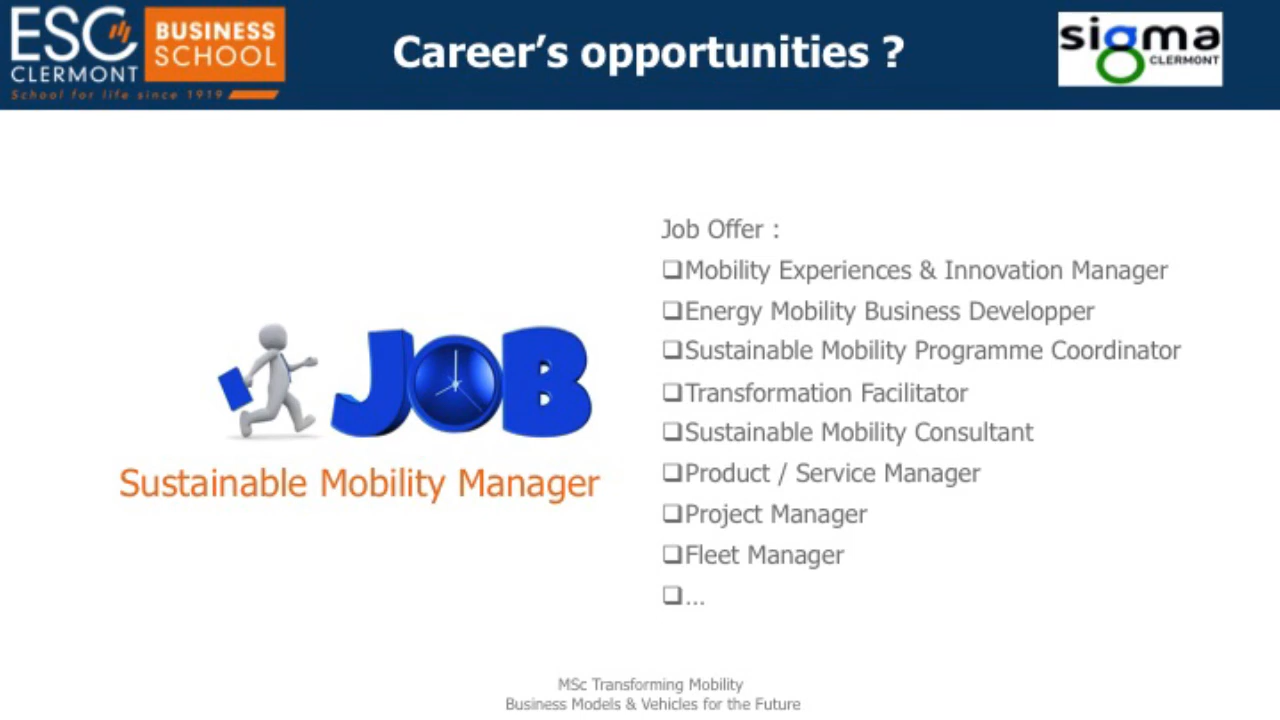 ESC
CLERMONT
BUSINESS
SCHOOL
School for life since 1919
Career’s opportunities ?
sigma
CLERMONT
Job Offer :
❑Mobility Experiences & Innovation Manager
❑Energy Mobility Business Developper
❑Sustainable Mobility Programme Coordinator
❑Transformation Facilitator
❑Sustainable Mobility Consultant
❑Product / Service Manager
❑Project Manager
❑Fleet Manager
❑...
JOB
Sustainable Mobility Manager
MSc Transforming Mobility
Business Models & Vehicles for the Future